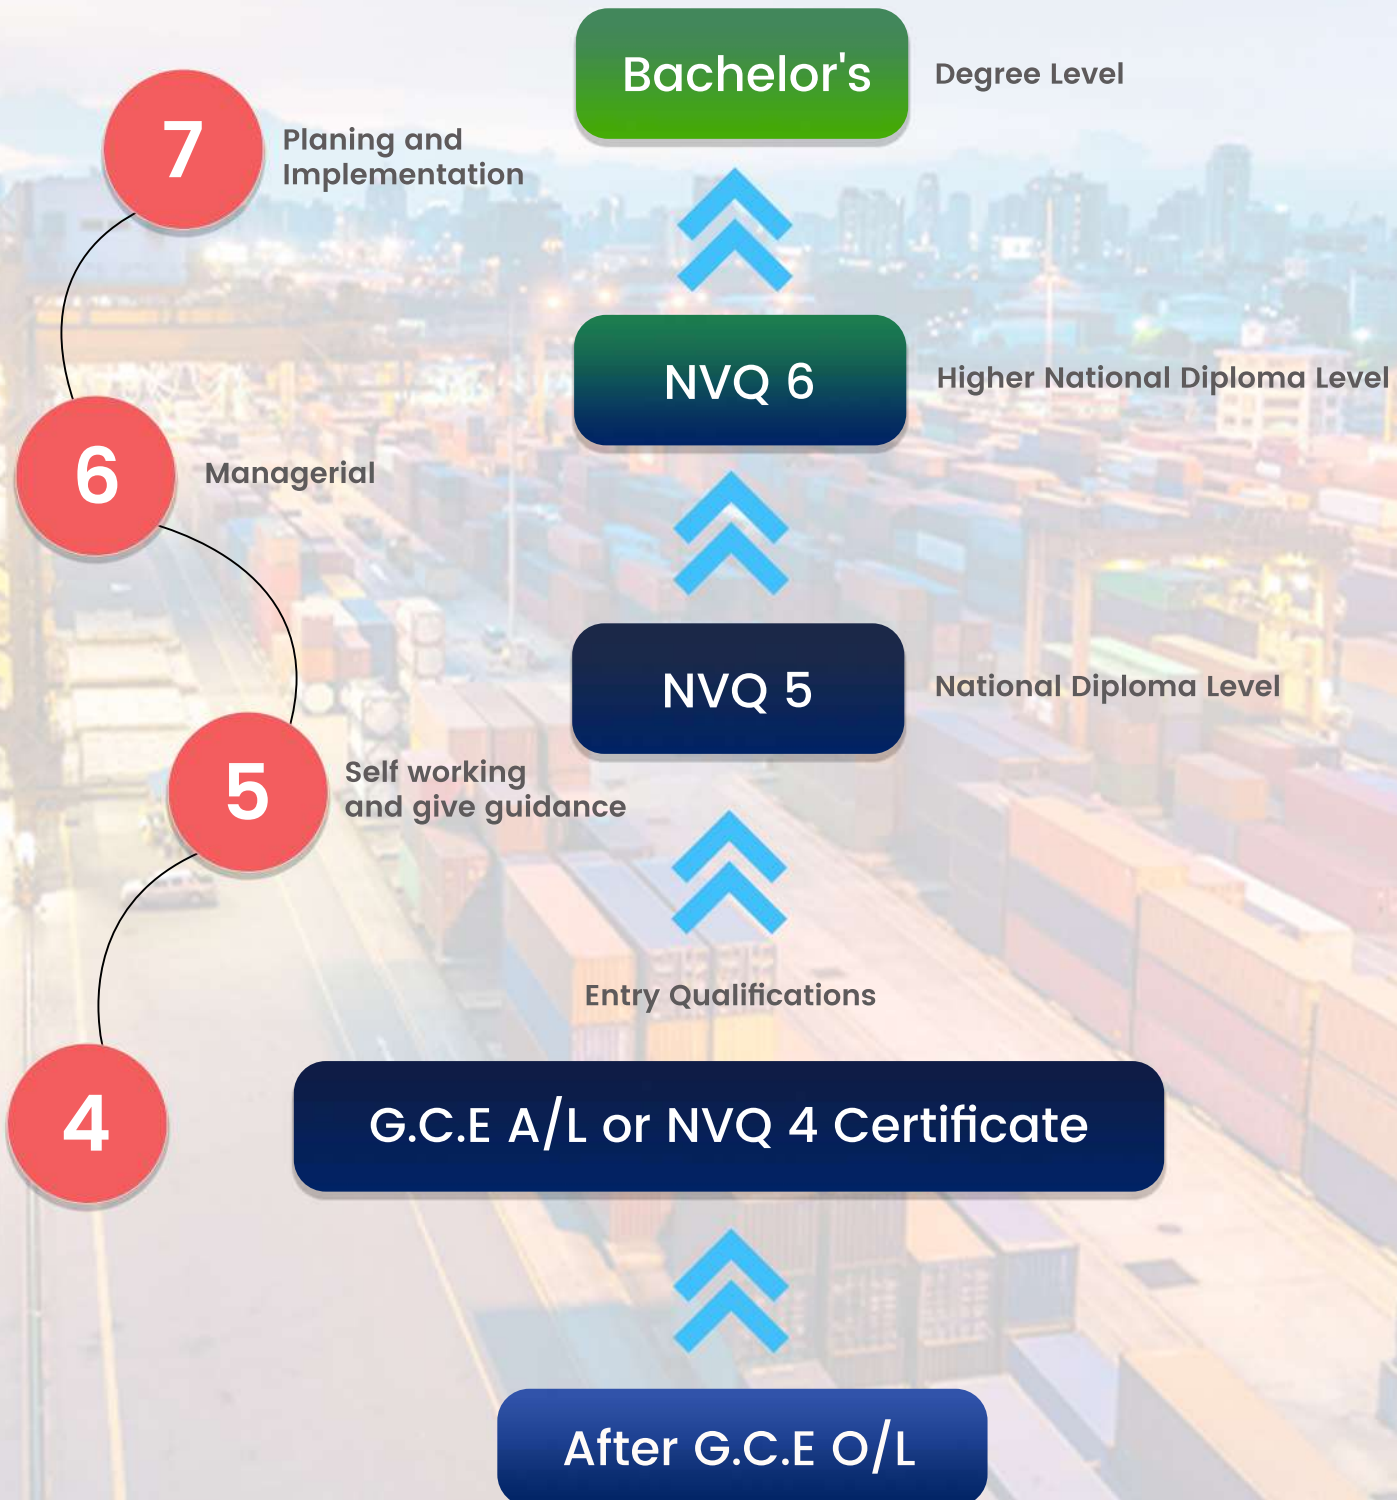 Bachelor's
Degree Level
7
Planing and
Implementation
NVQ 6
Higher National Diploma Level
6
Managerial
NVQ 5
National Diploma Level
5
Self working
and give guidance
Entry Qualifications
4
G.C.E A/L or NVQ 4 Certificate
After G.C.E O/L